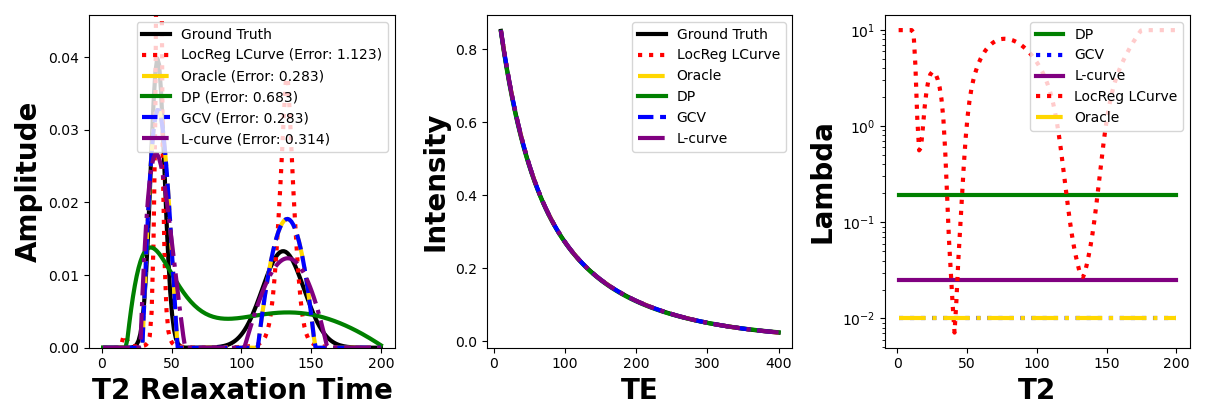 Amplitude
0.04
0.03
0.02
0.01
0.00
0
50
100
150
200
T2 Relaxation Time
Ground Truth
LocReg LCurve (Error: 1.123)
Oracle (Error: 0.283)
DP (Error: 0.683)
GCV (Error: 0.283)
L-curve (Error: 0.314)
Intensity
0.8
0.6
0.4
0.2
0.0
0
100
200
300
400
TE
Ground Truth
LocReg LCurve
Oracle
DP
GCV
L-curve
Lambda
10¹
10⁰
10⁻¹
10⁻²
0
50
100
150
200
T2
DP
GCV
L-curve
LocReg LCurve
Oracle